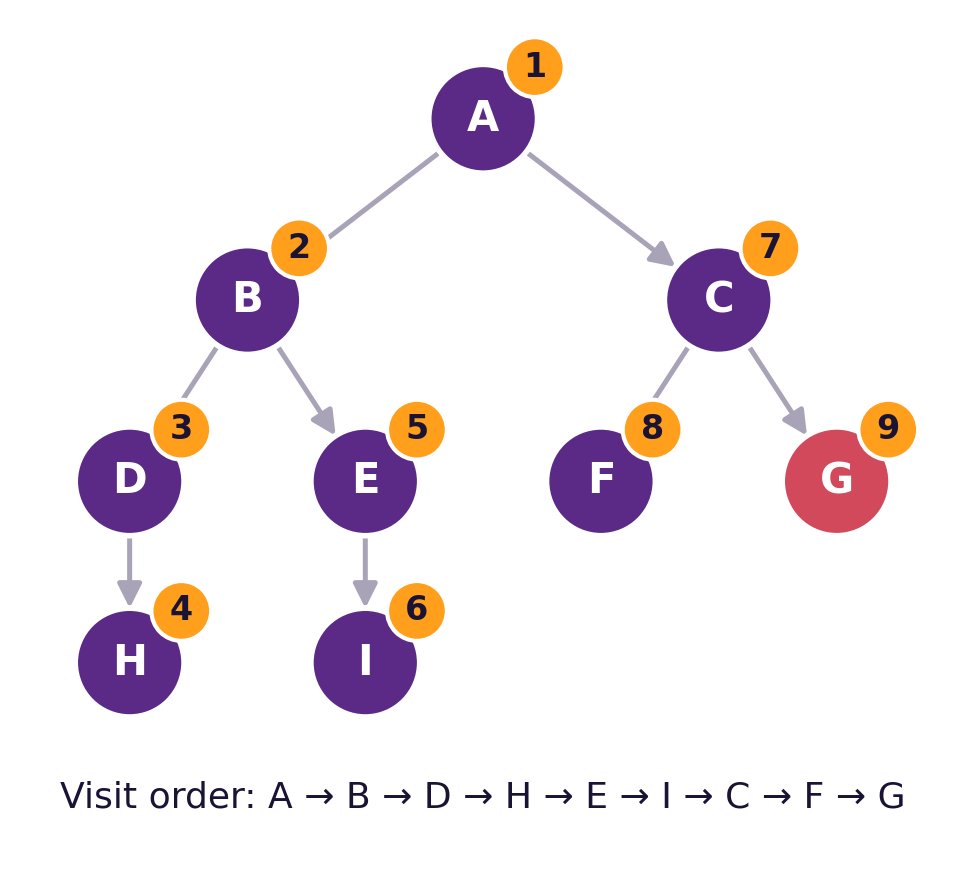 1
A
2
7
B
C
3
5
8
9
D
E
F
G
4
6
H
I
Visit order: A → B → D → H → E → I → C → F → G